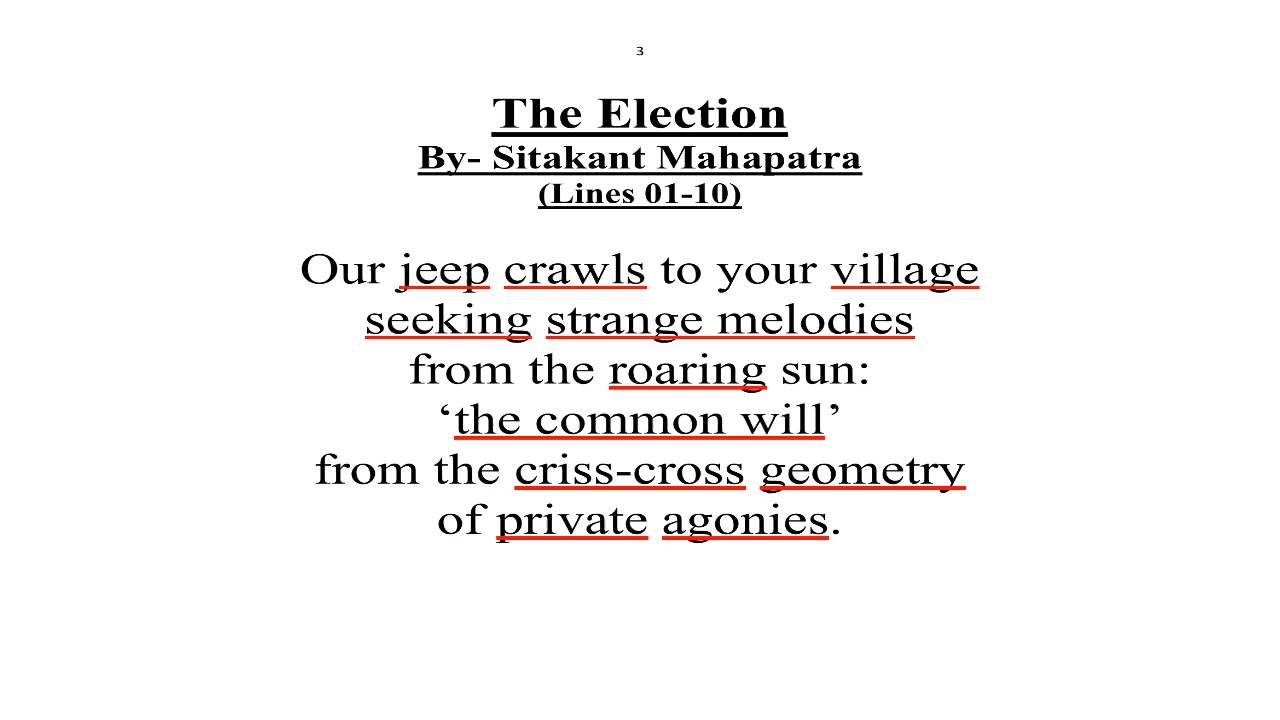 3
The Election
By- Sitakant Mahapatra
(Lines 01-10)
Our jeep crawls to your village
seeking strange melodies
from the roaring sun:
‘the common will’
from the criss-cross geometry
of private agonies.